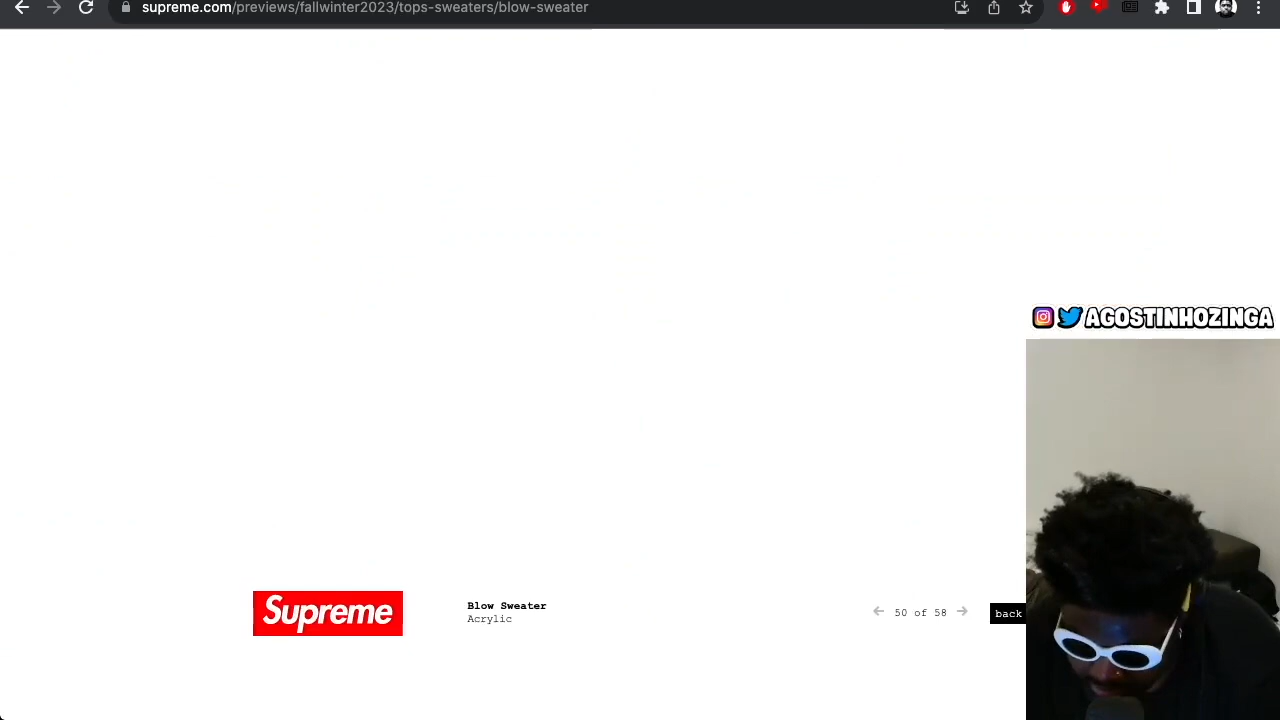 supreme.com/previews/fallwinter2023/tops-sweaters/blow-sweater
AGOSTINHOZINGA
Supreme
Blow Sweater
Acrylic
50 of 58
back